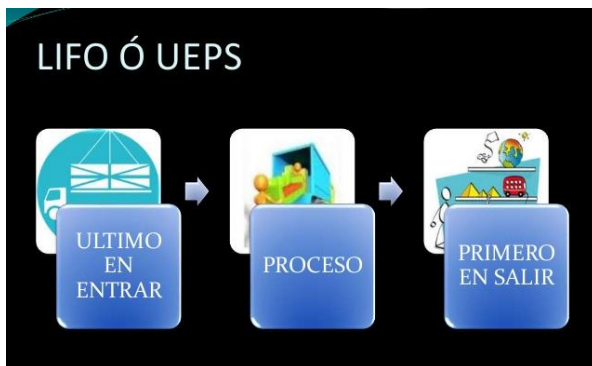 LIFO Ó UEPS
ULTIMO
EN
ENTRAR
PROCESO
PRIMERO
EN SALIR